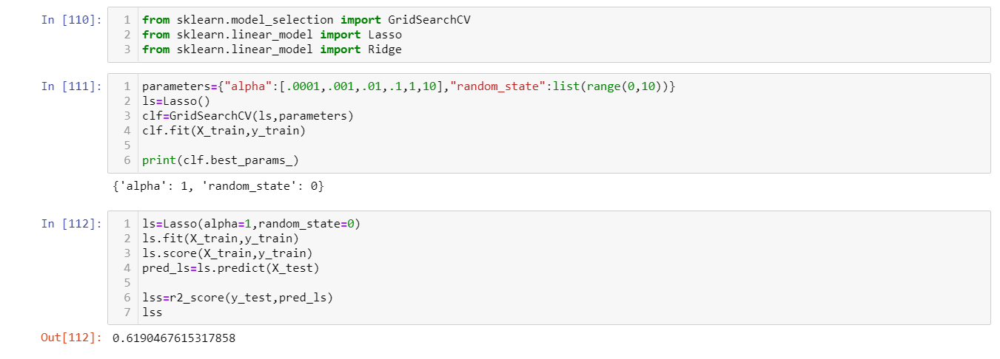 In [110]:
1 from sklearn.model_selection import GridSearchCV
2 from sklearn.linear_model import Lasso
3 from sklearn.linear_model import Ridge
In [111]:
1 parameters={"alpha":[.0001,.001,.01,.1,1,10],"random_state":list(range(0,10))}
2 ls=Lasso()
3 clf=GridSearchCV(ls,parameters)
4 clf.fit(X_train,y_train)
5
6 print(clf.best_params_)
{'alpha': 1, 'random_state': 0}
In [112]:
1 ls=Lasso(alpha=1,random_state=0)
2 ls.fit(X_train,y_train)
3 ls.score(X_train,y_train)
4 pred_ls=ls.predict(X_test)
5
6 lss=r2_score(y_test,pred_ls)
7 lss
Out[112]: 0.6190467615317858